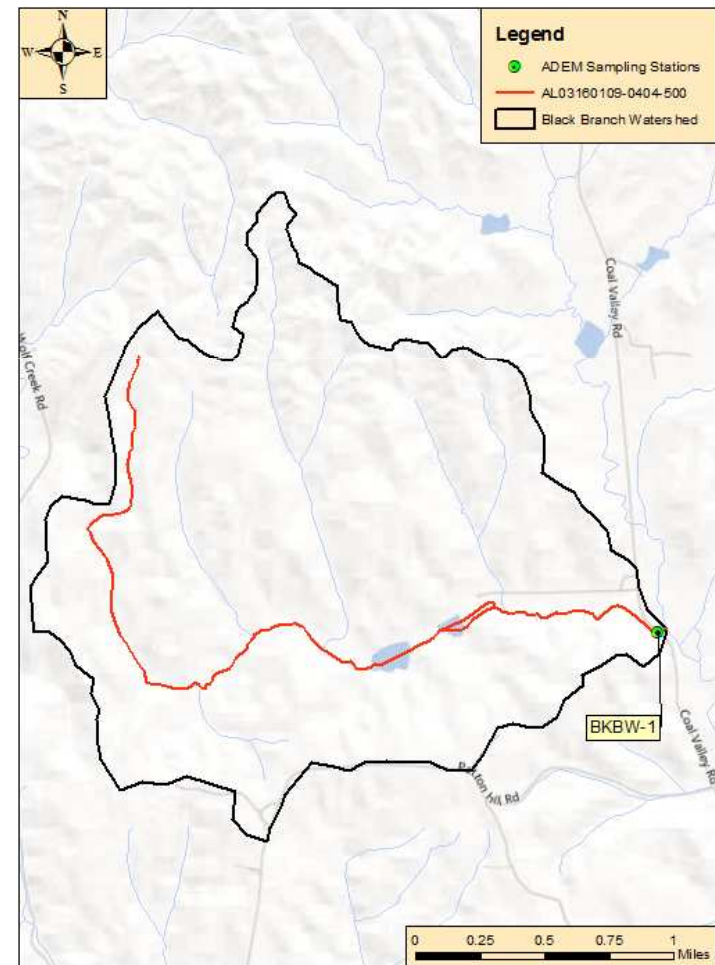 N
W E
S
Legend
ADEM Sampling Stations
AL03160109-0404-500
Black Branch Watershed
Coal Valley Rd
Wolf Creek Rd
BKBW-1
Coal Valley Rd
Paxton Hill Rd
0 0.25 0.5 0.75 1
Miles